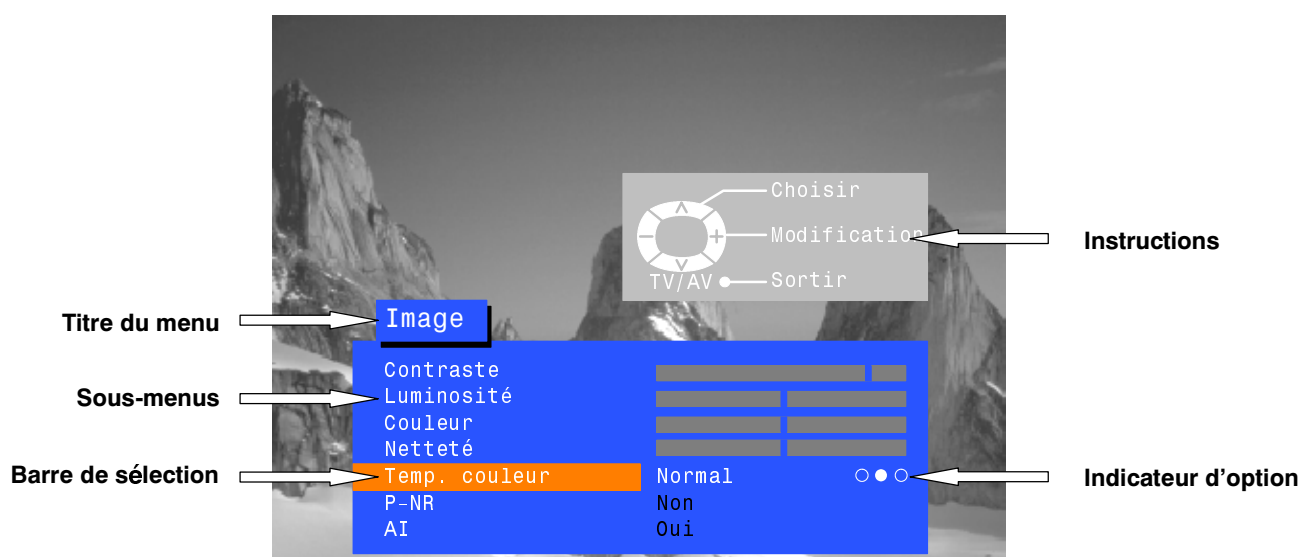 Choisir
Modification
Instructions
TV/AV
Sortir
Titre du menu
Image
Contraste
Sous-menus
Luminosité
Couleur
Netteté
Barre de sélection
Temp. couleur
Normal
Indicateur d'option
P-NR
Non
AI
Oui